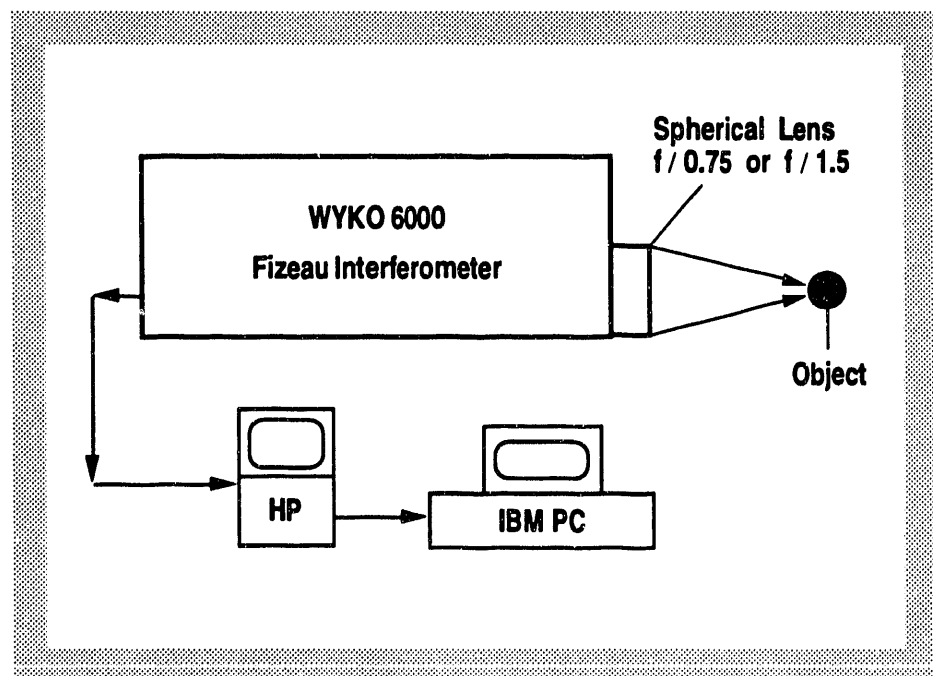 Spherical Lens
f / 0.75 or f / 1.5
WYKO 6000
Fizeau Interferometer
Object
HP
IBM PC